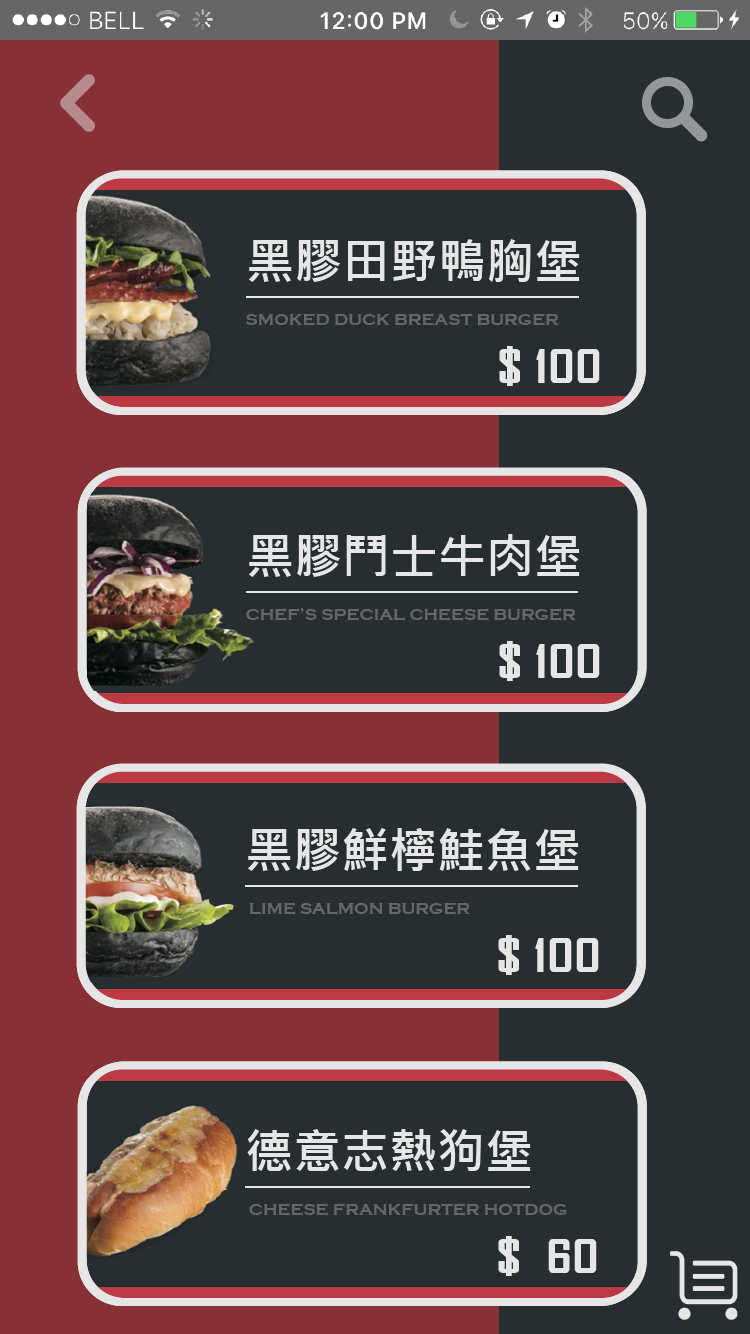 BELL
12:00 PM
50%
黑膠田野鴨胸堡
SMOKED DUCK BREAST BURGER
$ 100
黑膠鬥士牛肉堡
CHEF'S SPECIAL CHEESE BURGER
$ 100
黑膠鮮檸鮭魚堡
LIME SALMON BURGER
$ 100
德意志熱狗堡
CHEESE FRANKFURTER HOTDOG
$ 60